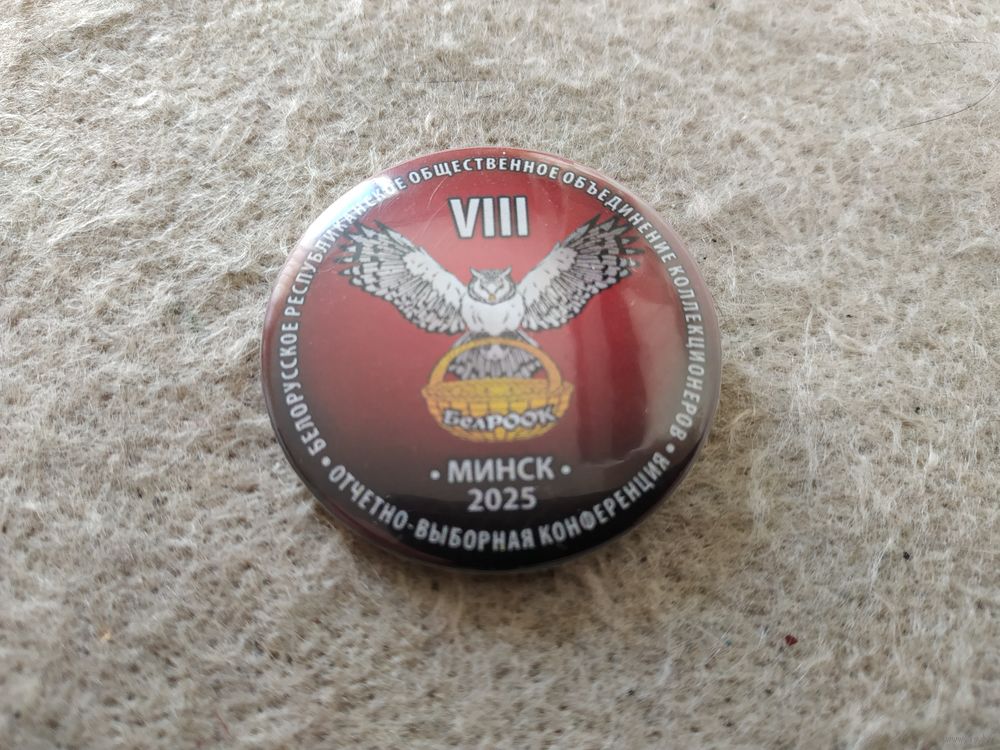 БЕЛОРУССКОЕ РЕСПУБЛИКАНСКОЕ ОБЩЕСТВЕННОЕ ОБЪЕДИНЕНИЕ КОЛЛЕКЦИОНЕРОВ
VIII
БелРООК
• МИНСК •
2025
• ОТЧЕТНО-ВЫБОРНАЯ КОНФЕРЕНЦИЯ •